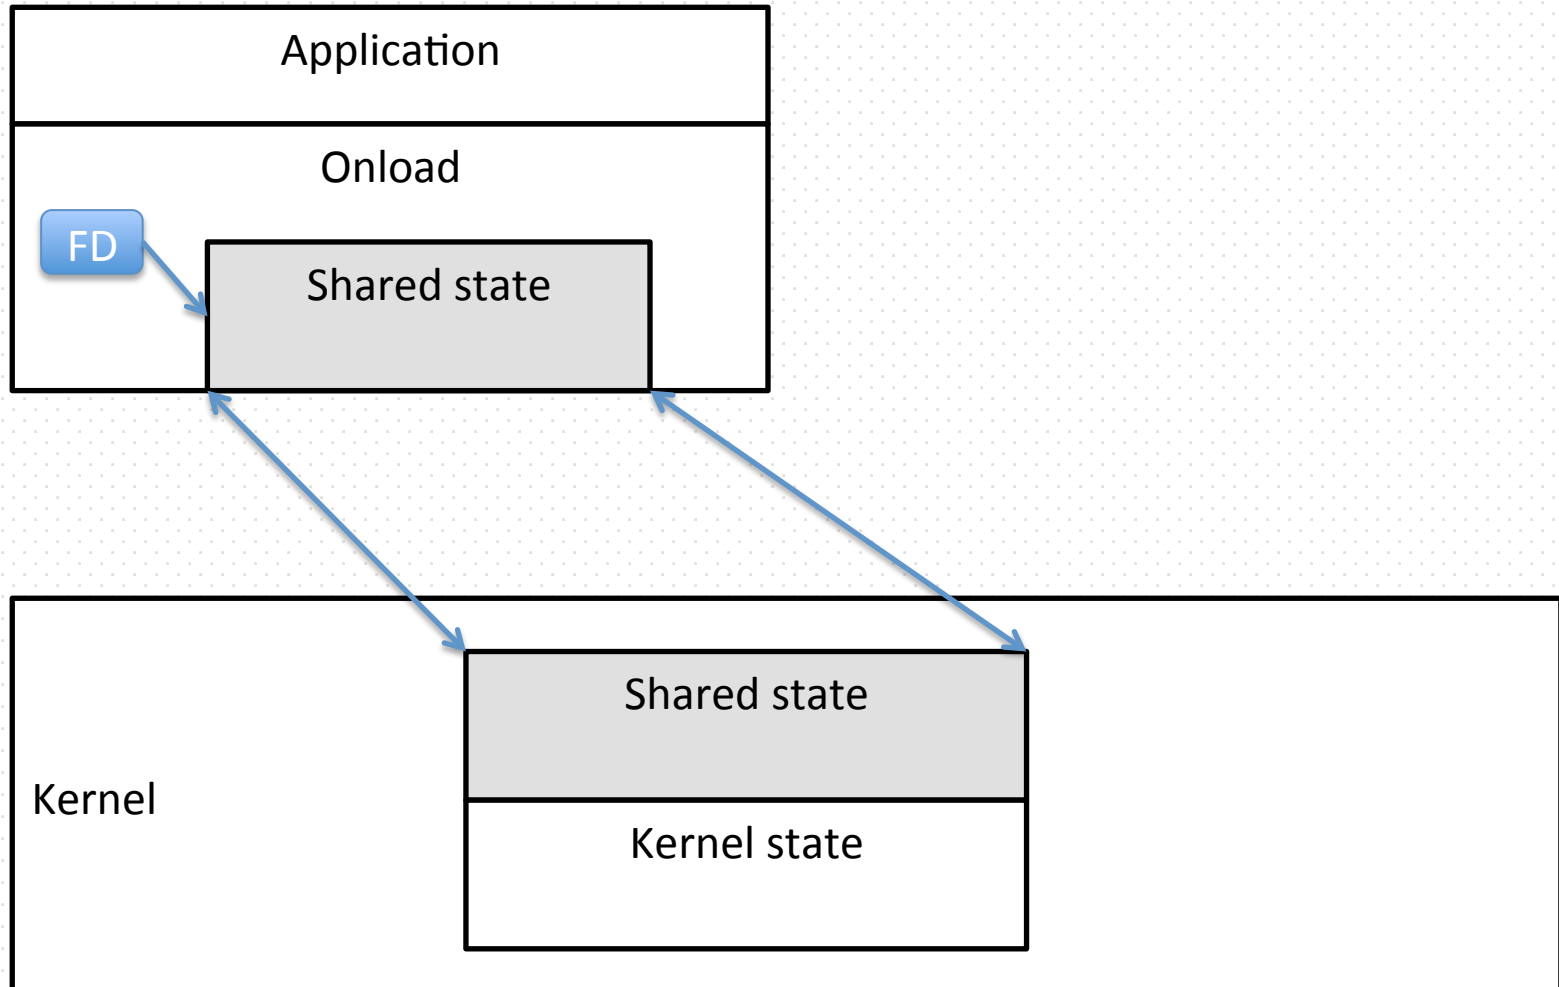 Application
Onload
FD
Shared state
Shared state
Kernel
Kernel state